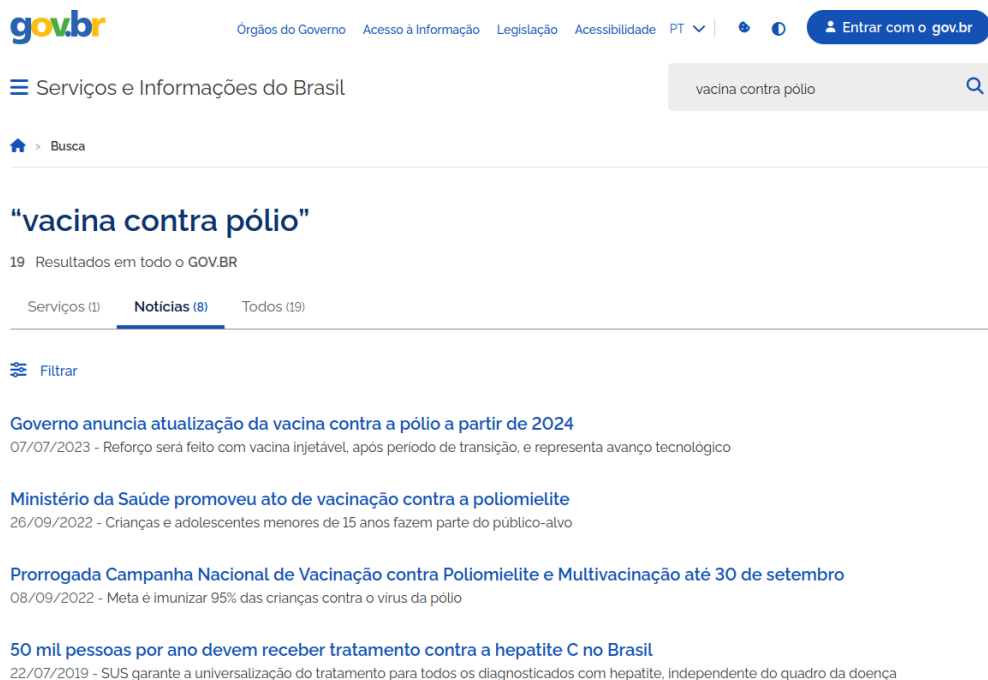 gov.br
Órgãos do Governo Acesso à Informação Legislação Acessibilidade PT
Entrar com o gov.br
Serviços e Informações do Brasil
vacina contra pólio
> Busca
“vacina contra pólio”
19 Resultados em todo o GOV.BR
Serviços (1) Notícias (8) Todos (19)
Filtrar
Governo anuncia atualização da vacina contra a pólio a partir de 2024
07/07/2023 - Reforço será feito com vacina injetável, após período de transição, e representa avanço tecnológico
Ministério da Saúde promoveu ato de vacinação contra a poliomielite
26/09/2022 - Crianças e adolescentes menores de 15 anos fazem parte do público-alvo
Prorrogada Campanha Nacional de Vacinação contra Poliomielite e Multivacinação até 30 de setembro
08/09/2022 - Meta é imunizar 95% das crianças contra o vírus da pólio
50 mil pessoas por ano devem receber tratamento contra a hepatite C no Brasil
22/07/2019 - SUS garante a universalização do tratamento para todos os diagnosticados com hepatite, independente do quadro da doença